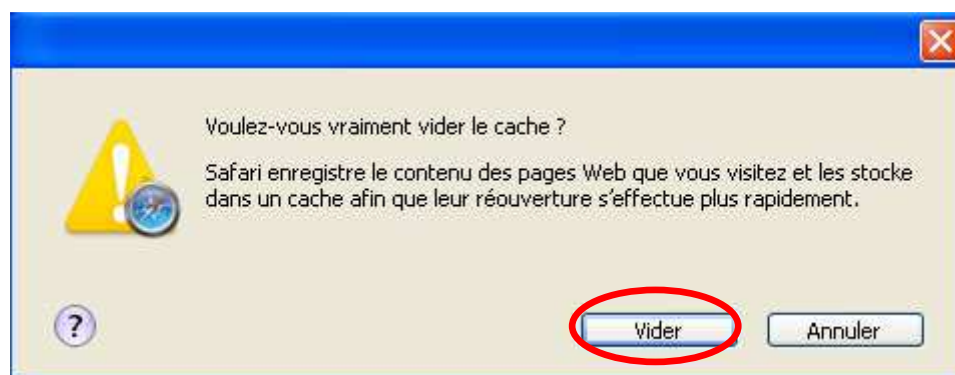 Voulez-vous vraiment vider le cache ?
Safari enregistre le contenu des pages Web que vous visitez et les stocke
dans un cache afin que leur réouverture s'effectue plus rapidement.
?
Vider
Annuler